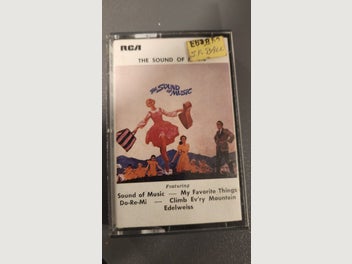 RCA
THE SOUND OF
THE SOUND
OF
MUSIC
Featuring
Sound of Music — My Favorite Things
Do-Re-Mi — Climb Ev'ry Mountain
Edelweiss